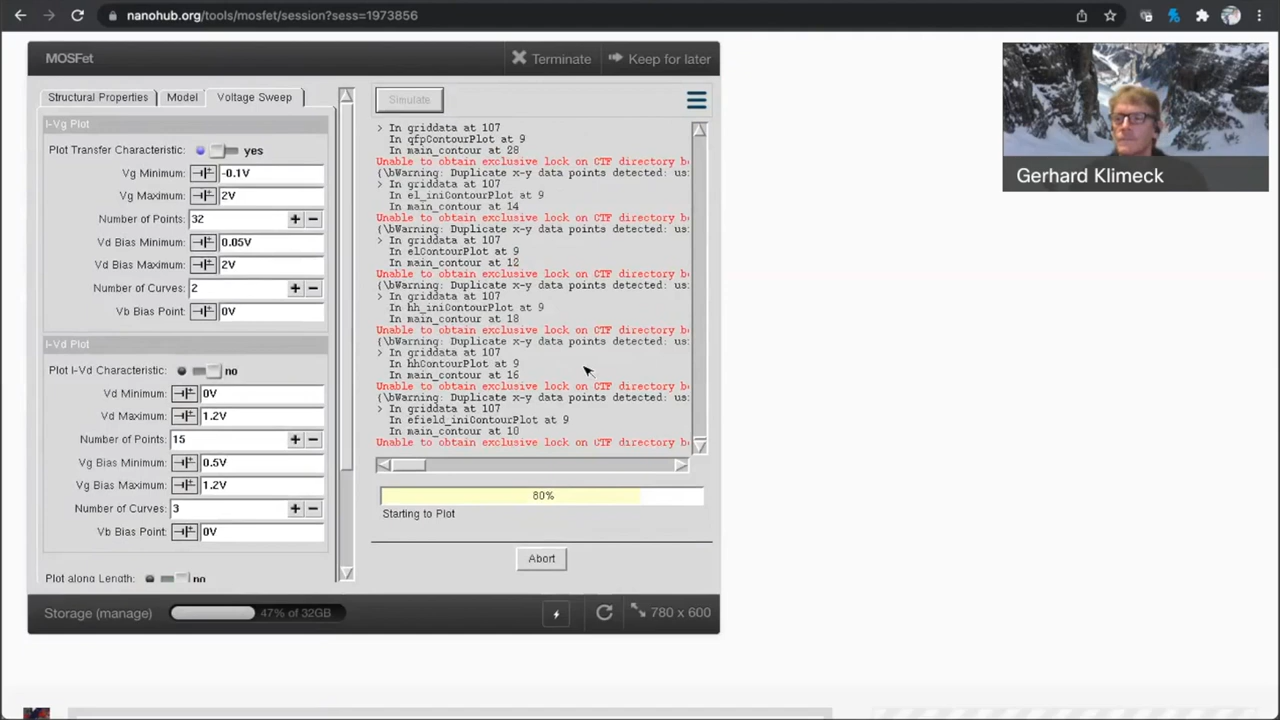 nanohub.org/tools/mosfet/session?sess=1973856
MOSFet
Terminate
Keep for later
Structural Properties
Model
Voltage Sweep
I-Vg Plot
Plot Transfer Characteristic: yes
Vg Minimum: -0.1V
Vg Maximum: 2V
Number of Points: 32
Vd Bias Minimum: 0.05V
Vd Bias Maximum: 2V
Number of Curves: 2
Vb Bias Point: 0V
I-Vd Plot
Plot I-Vd Characteristic: no
Vd Minimum: 0V
Vd Maximum: 1.2V
Number of Points: 15
Vg Bias Minimum: 0.5V
Vg Bias Maximum: 1.2V
Number of Curves: 3
Vb Bias Point: 0V
Plot along Length: no
Simulate
> In griddata at 107
In qfpContourPlot at 9
In main_contour at 28
Unable to obtain exclusive lock on CTF directory be
{\bWarning: Duplicate x-y data points detected: us:
> In griddata at 107
In el_iniContourPlot at 9
In main_contour at 14
Unable to obtain exclusive lock on CTF directory be
{\bWarning: Duplicate x-y data points detected: us:
> In griddata at 107
In elContourPlot at 9
In main_contour at 12
Unable to obtain exclusive lock on CTF directory be
{\bWarning: Duplicate x-y data points detected: us:
> In griddata at 107
In hh_iniContourPlot at 9
In main_contour at 18
Unable to obtain exclusive lock on CTF directory be
{\bWarning: Duplicate x-y data points detected: us:
> In griddata at 107
In hhContourPlot at 9
In main_contour at 16
Unable to obtain exclusive lock on CTF directory be
{\bWarning: Duplicate x-y data points detected: us:
> In griddata at 107
In efield_iniContourPlot at 9
In main_contour at 10
Unable to obtain exclusive lock on CTF directory be
80%
Starting to Plot
Abort
Storage (manage)
47% of 32GB
780 x 600
Gerhard Klimeck